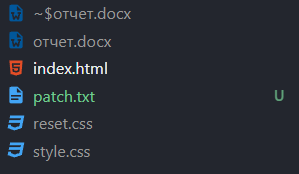 ~$отчет.docx
отчет.docx
index.html
patch.txt U
reset.css
style.css